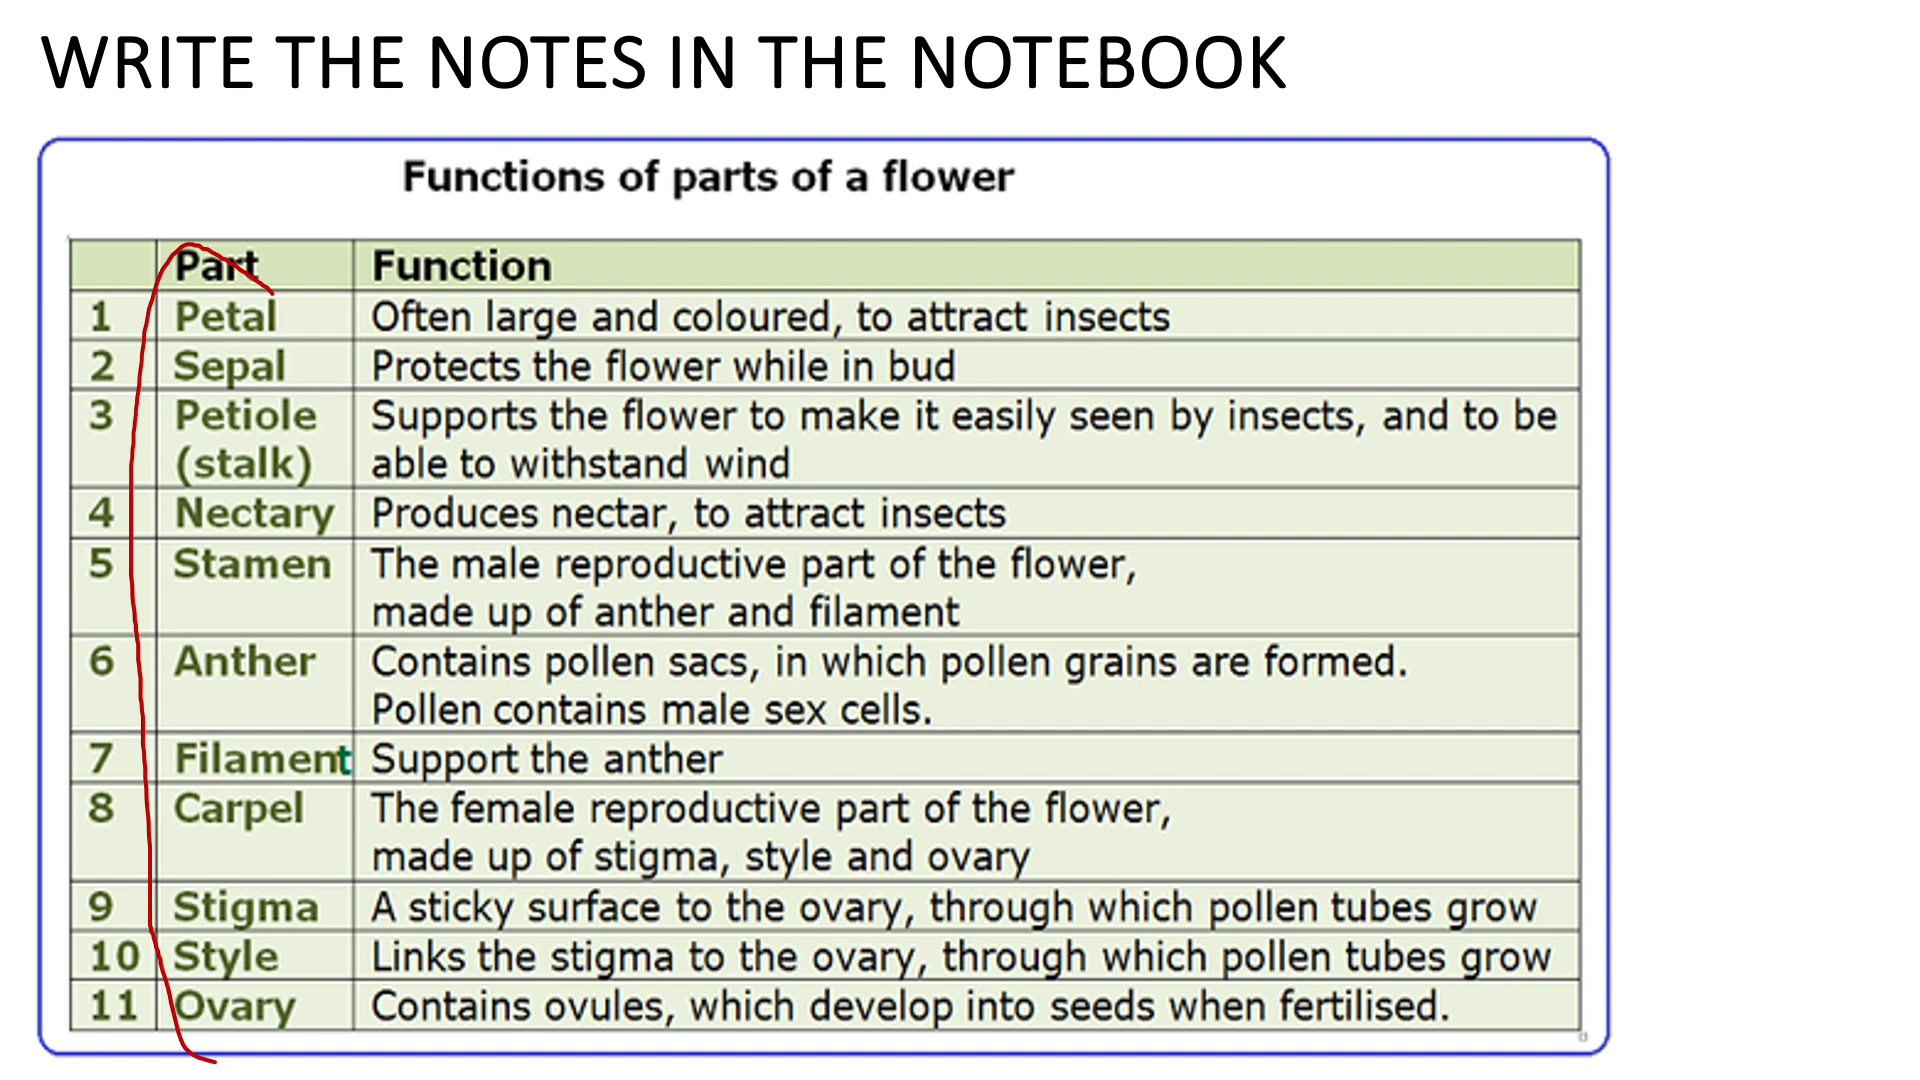 WRITE THE NOTES IN THE NOTEBOOK
Functions of parts of a flower
Part Function
1 Petal Often large and coloured, to attract insects
2 Sepal Protects the flower while in bud
3 Petiole Supports the flower to make it easily seen by insects, and to be
(stalk) able to withstand wind
4 Nectary Produces nectar, to attract insects
5 Stamen The male reproductive part of the flower,
made up of anther and filament
6 Anther Contains pollen sacs, in which pollen grains are formed.
Pollen contains male sex cells.
7 Filament Support the anther
8 Carpel The female reproductive part of the flower,
made up of stigma, style and ovary
9 Stigma A sticky surface to the ovary, through which pollen tubes grow
10 Style Links the stigma to the ovary, through which pollen tubes grow
11 Ovary Contains ovules, which develop into seeds when fertilised.